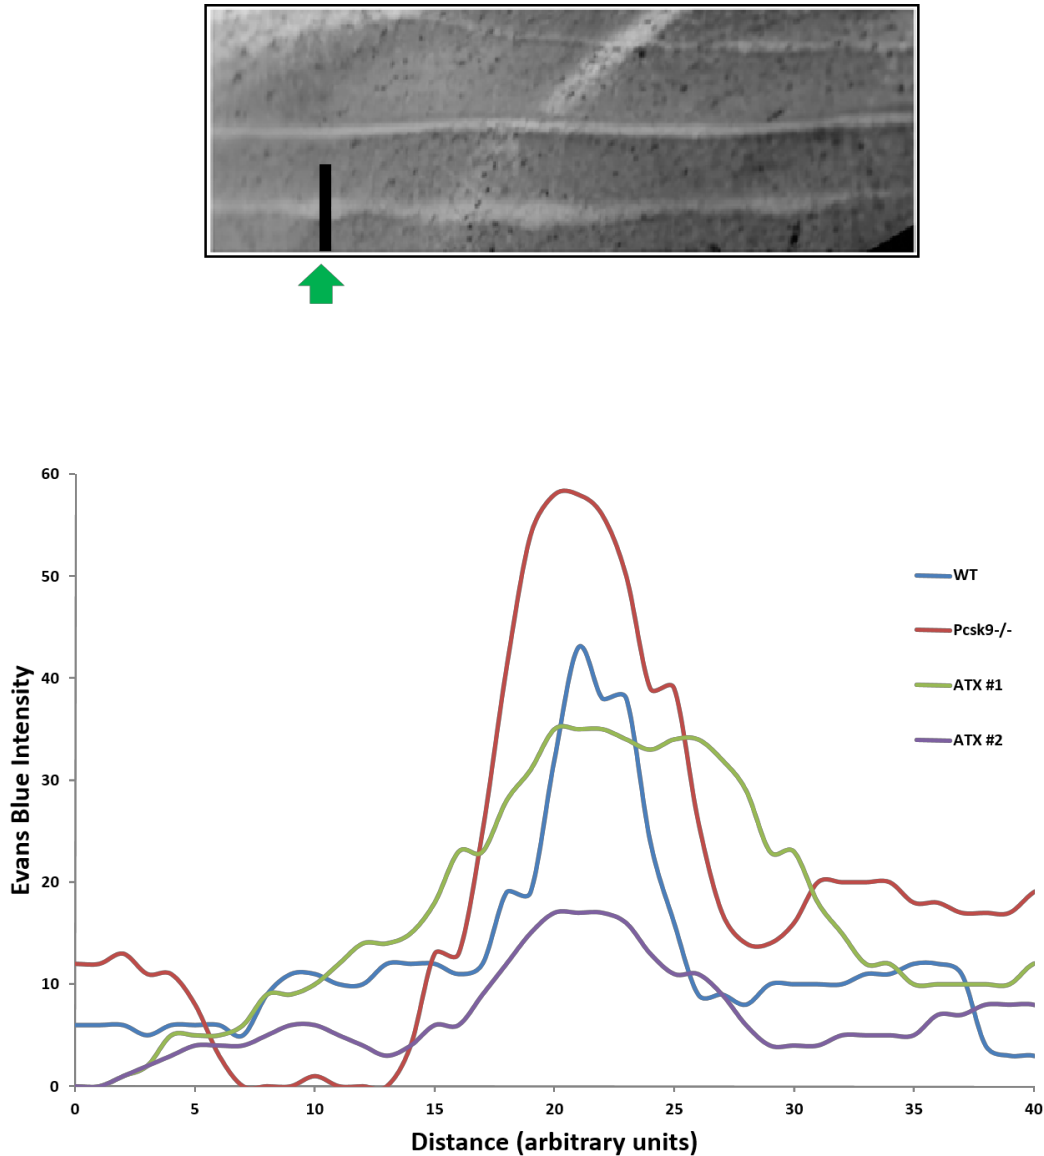 60
50
40
30
20
10
0
0 5 10 15 20 25 30 35 40
Evans Blue Intensity
Distance (arbitrary units)
WT
Pcsk9-/-
ATX #1
ATX #2